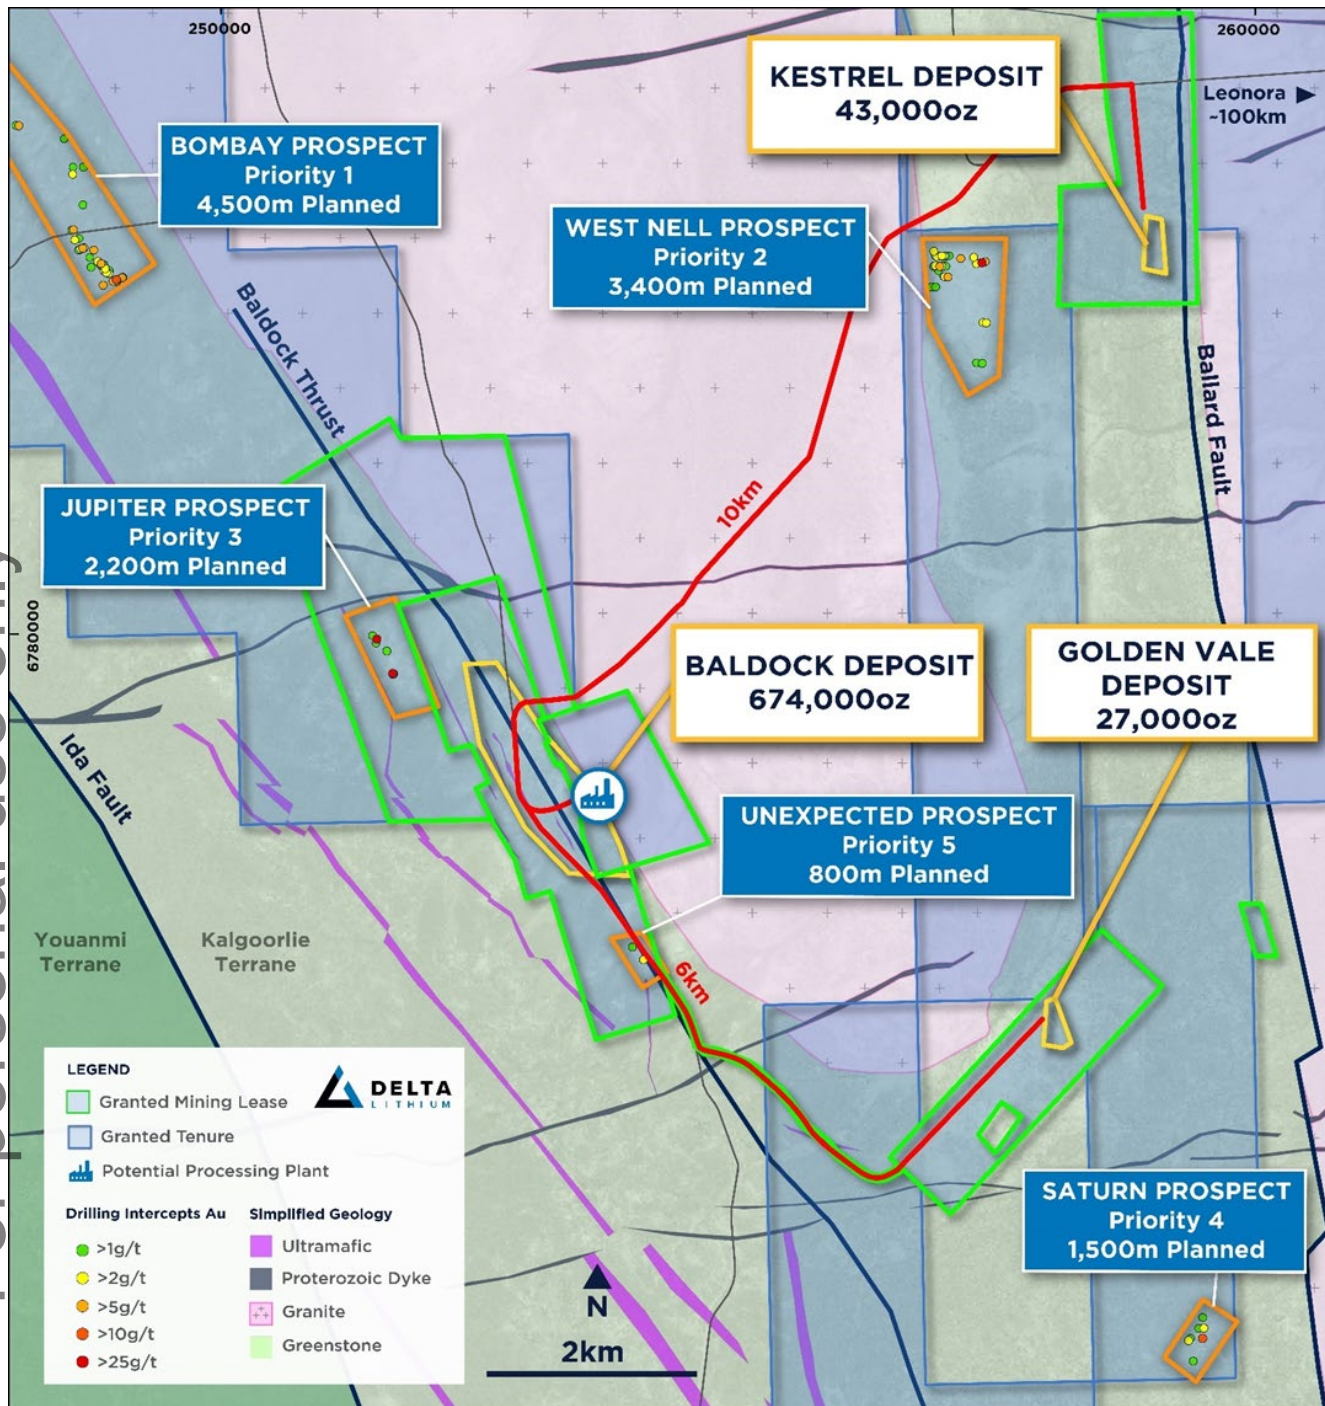 250000
260000
KESTREL DEPOSIT
43,000oz
Leonora
~100km
BOMBAY PROSPECT
Priority 1
4,500m Planned
WEST NELL PROSPECT
Priority 2
3,400m Planned
Baldock Thrust
Ballard Fault
JUPITER PROSPECT
Priority 3
2,200m Planned
10km
6780000
BALDOCK DEPOSIT
674,000oz
GOLDEN VALE
DEPOSIT
27,000oz
Ida Fault
UNEXPECTED PROSPECT
Priority 5
800m Planned
Youanmi
Terrane
Kalgoorlie
Terrane
6km
LEGEND
DELTA
LITHIUM
Granted Mining Lease
Granted Tenure
Potential Processing Plant
Drilling Intercepts Au
>1g/t
>2g/t
>5g/t
>10g/t
>25g/t
Simplified Geology
Ultramafic
Proterozoic Dyke
Granite
Greenstone
N
2km
SATURN PROSPECT
Priority 4
1,500m Planned